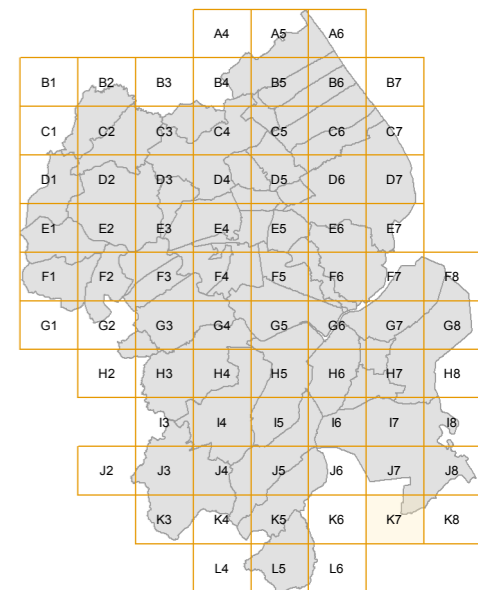 A4 A5 A6
B1 B2 B3 B4 B5 B6 B7
C1 C2 C3 C4 C5 C6 C7
D1 D2 D3 D4 D5 D6 D7
E1 E2 E3 E4 E5 E6 E7
F1 F2 F3 F4 F5 F6 F7 F8
G1 G2 G3 G4 G5 G6 G7 G8
H2 H3 H4 H5 H6 H7 H8
I3 I4 I5 I6 I7 I8
J2 J3 J4 J5 J6 J7 J8
K3 K4 K5 K6 K7 K8
L4 L5 L6